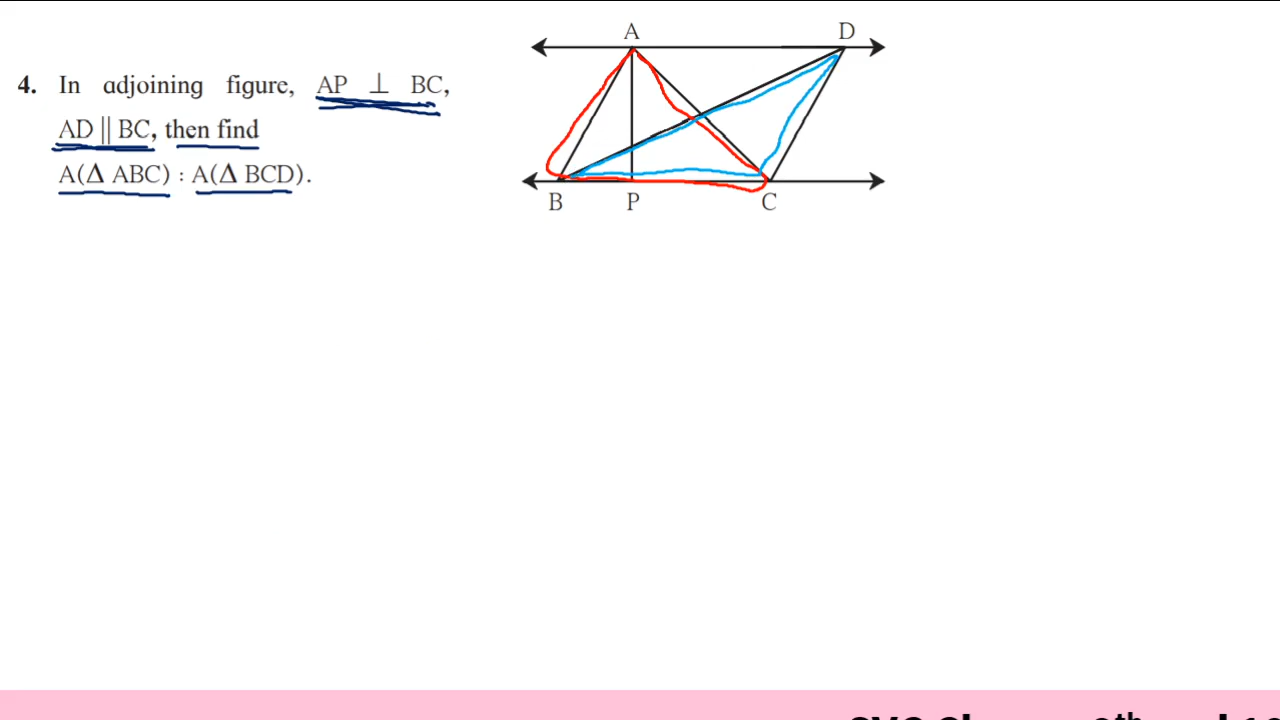 A D
4. In adjoining figure, AP ⊥ BC,
AD || BC, then find
A(Δ ABC) : A(Δ BCD).
B P C